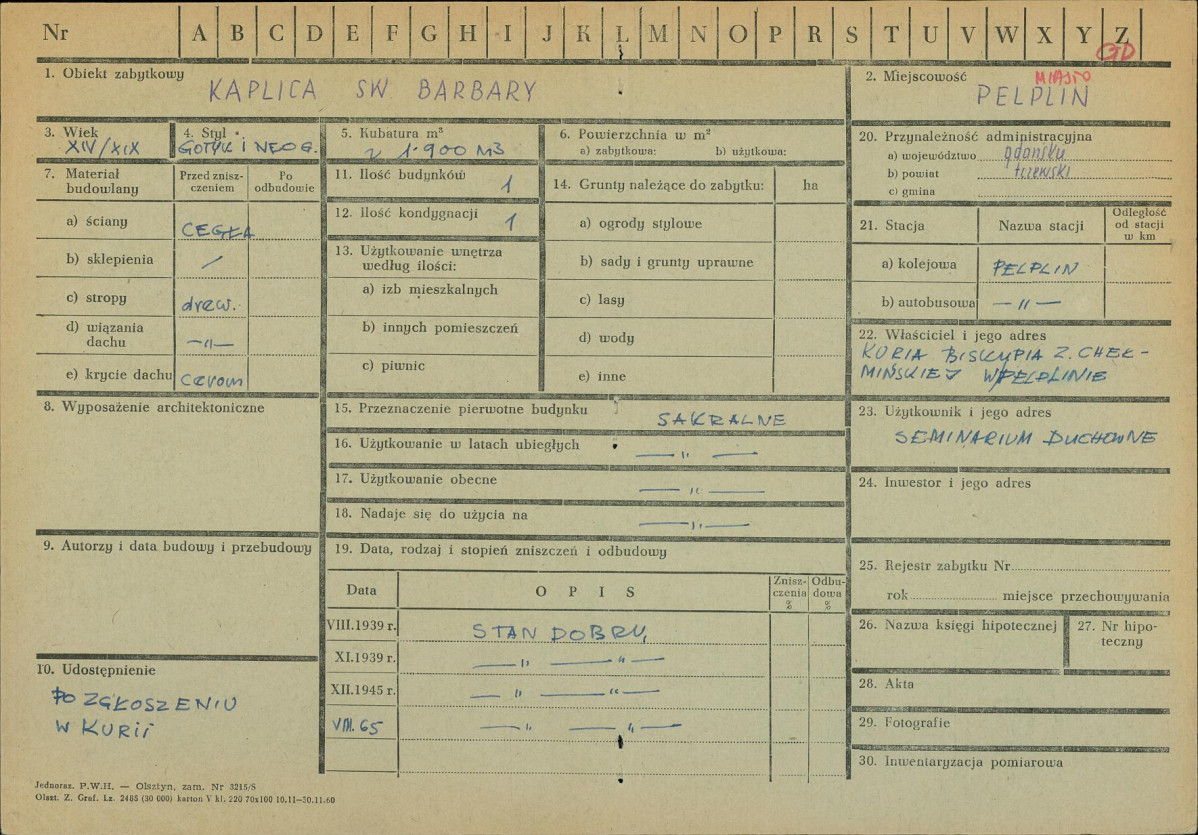 Nr A B C D E F G H I J K L M N O P R S T U V W X Y Z
GD
1. Obiekt zabytkowy
KAPLICA SW. BARBARY
2. Miejscowość
MIASTO
PELPLIN
3. Wiek
XIV/XIX
4. Styl
GOTYK I NEOG.
5. Kubatura m³
~ 1.900 M3
6. Powierzchnia w m²
a) zabytkowa: b) użytkowa:
20. Przynależność administracyjna
a) województwo gdańsku
b) powiat tczewski
c) gmina
7. Materiał budowlany
Przed zniszczeniem
Po odbudowie
a) ściany CEGŁA
b) sklepienia /
c) stropy drew.
d) wiązania dachu —„—
e) krycie dachu
8. Wyposażenie architektoniczne
9. Autorzy i data budowy i przebudowy
10. Udostępnienie
PO ZGŁOSZENIU
W KURII
11. Ilość budynków 1
12. Ilość kondygnacji 1
13. Użytkowanie wnętrza
według ilości:
a) izb mieszkalnych
b) innych pomieszczeń
c) piwnic
14. Grunty należące do zabytku: ha
a) ogrody stylowe
b) sady i grunty uprawne
c) lasy
d) wody
e) inne
15. Przeznaczenie pierwotne budynku SAKRALNE
16. Użytkowanie w latach ubiegłych —„—
17. Użytkowanie obecne —„—
18. Nadaje się do użycia na —„—
19. Data, rodzaj i stopień zniszczeń i odbudowy
Data O P I S Zniszczenia % Odbudowa %
VIII.1939 r. STAN DOBRY,
XI.1939 r. —„— —„—
XII.1945 r. —„— —„—
VIII.65 —„— —„—
21. Stacja Nazwa stacji Odległość od stacji w km
a) kolejowa PELPLIN
b) autobusowa —„—
22. Właściciel i jego adres
KURIA BISKUPIA Z. CHEŁ-
MIŃSKIEJ W PELPLINIE
23. Użytkownik i jego adres
SEMINARIUM DUCHOWNE
24. Inwestor i jego adres
25. Rejestr zabytku Nr
rok miejsce przechowywania
26. Nazwa księgi hipotecznej
27. Nr hipoteczny
28. Akta
29. Fotografie
30. Inwentaryzacja pomiarowa
Jednoraz. P.W.H. — Olsztyn, zam. Nr 3215/S
Olszt. Z. Graf. Lz. 2485 (30 000) karton V kl. 220 70x100 10.11—30.11.60